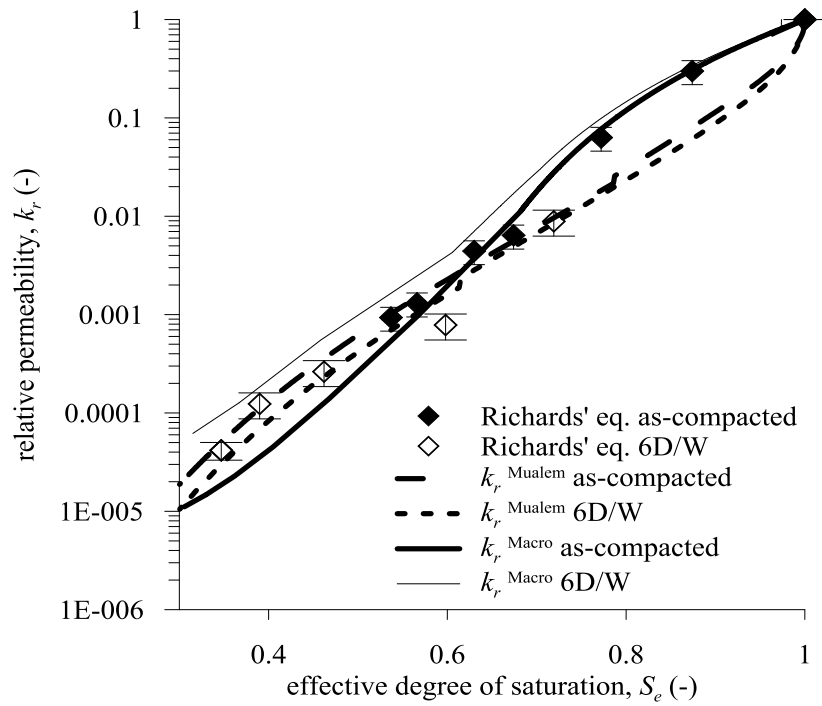 1
0.1
0.01
0.001
0.0001
1E-005
1E-006
relative permeability, kr (-)
Richards' eq. as-compacted
Richards' eq. 6D/W
kr Mualem as-compacted
kr Mualem 6D/W
kr Macro as-compacted
kr Macro 6D/W
0.4 0.6 0.8 1
effective degree of saturation, Se (-)